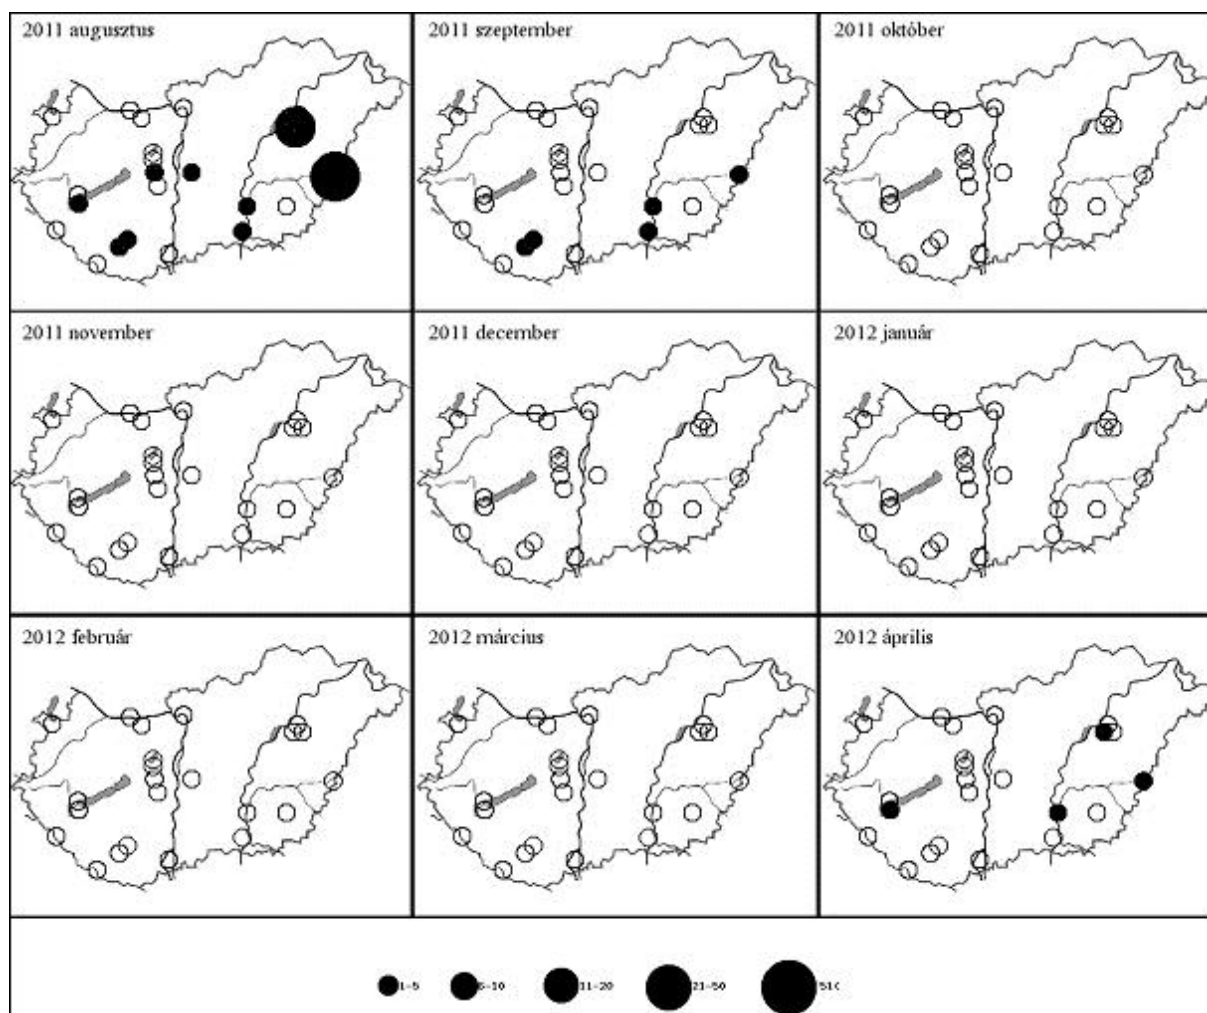 2011 augusztus
2011 szeptember
2011 október
2011 november
2011 december
2012 január
2012 február
2012 március
2012 április
1-5 6-10 11-20 21-50 51<